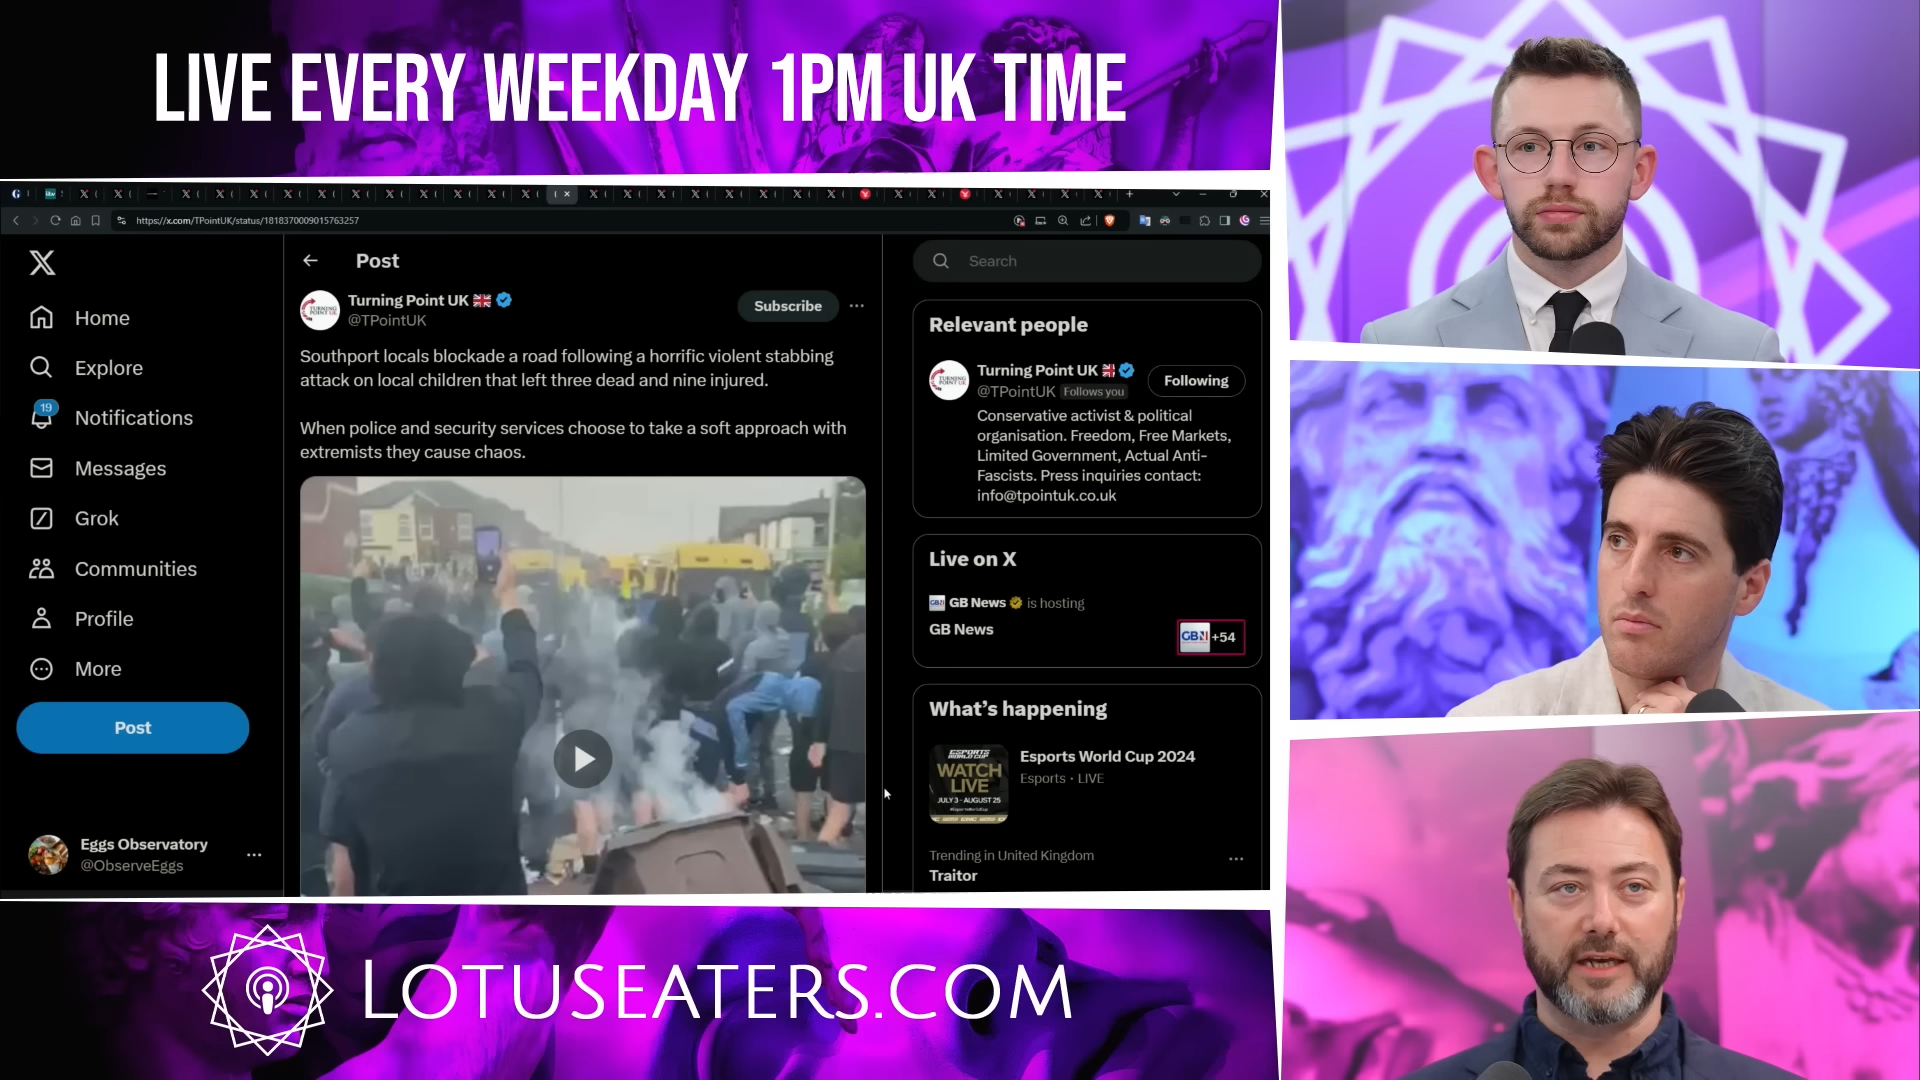 LIVE EVERY WEEKDAY 1PM UK TIME
https://x.com/TPointUK/status/1818370009015763257
Home
Explore
19
Notifications
Messages
Grok
Communities
Profile
More
Post
Eggs Observatory
@ObserveEggs
Post
Turning Point UK
@TPointUK
Subscribe
Southport locals blockade a road following a horrific violent stabbing
attack on local children that left three dead and nine injured.
When police and security services choose to take a soft approach with
extremists they cause chaos.
Search
Relevant people
Turning Point UK
@TPointUK Follows you
Following
Conservative activist & political
organisation. Freedom, Free Markets,
Limited Government, Actual Anti-
Fascists. Press inquiries contact:
info@tpointuk.co.uk
Live on X
GB News is hosting
GB News
GBN +54
What's happening
ESPORTS
WORLD CUP
WATCH
LIVE
JULY 3 - AUGUST 25
Esports World Cup 2024
Esports · LIVE
Trending in United Kingdom
Traitor
LOTUSEATERS.COM